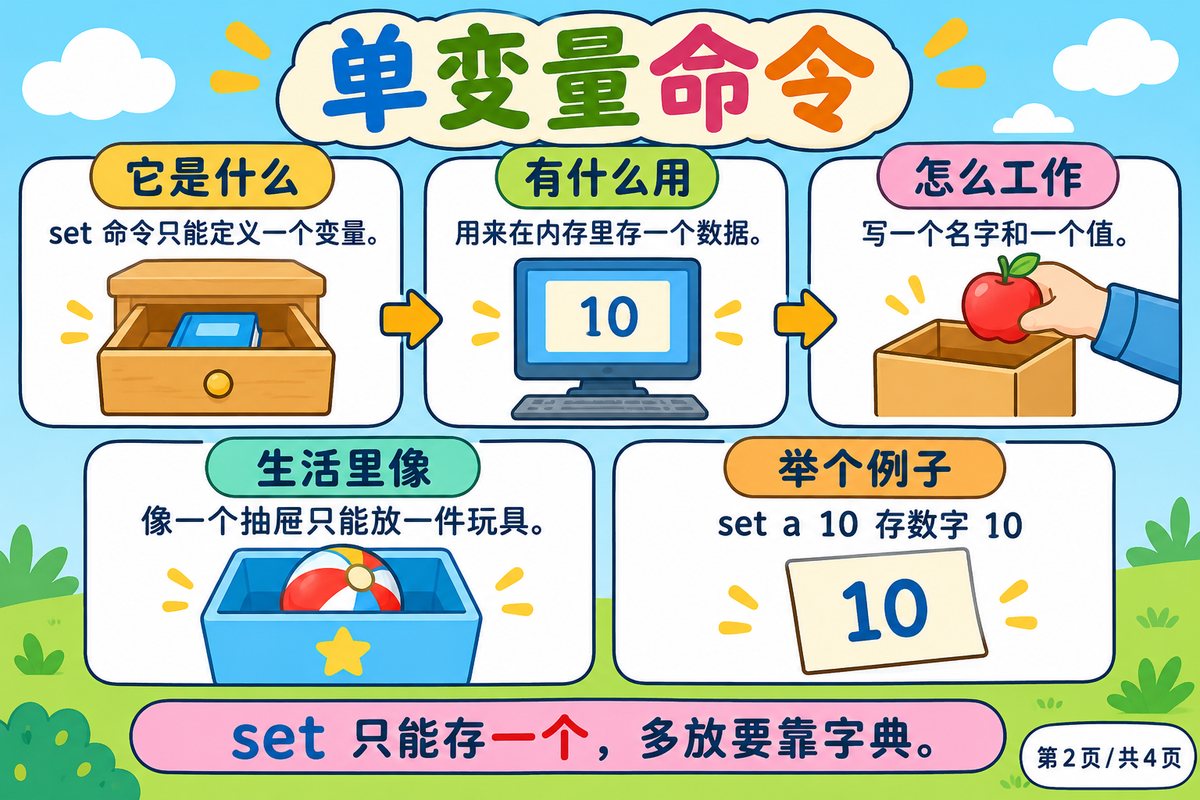 单变量命令
它是什么
set 命令只能定义一个变量。
有什么用
用来在内存里存一个数据。
10
怎么工作
写一个名字和一个值。
生活里像
像一个抽屉只能放一件玩具。
举个例子
set a 10 存数字 10
10
set 只能存一个，多放要靠字典。
第2页/共4页